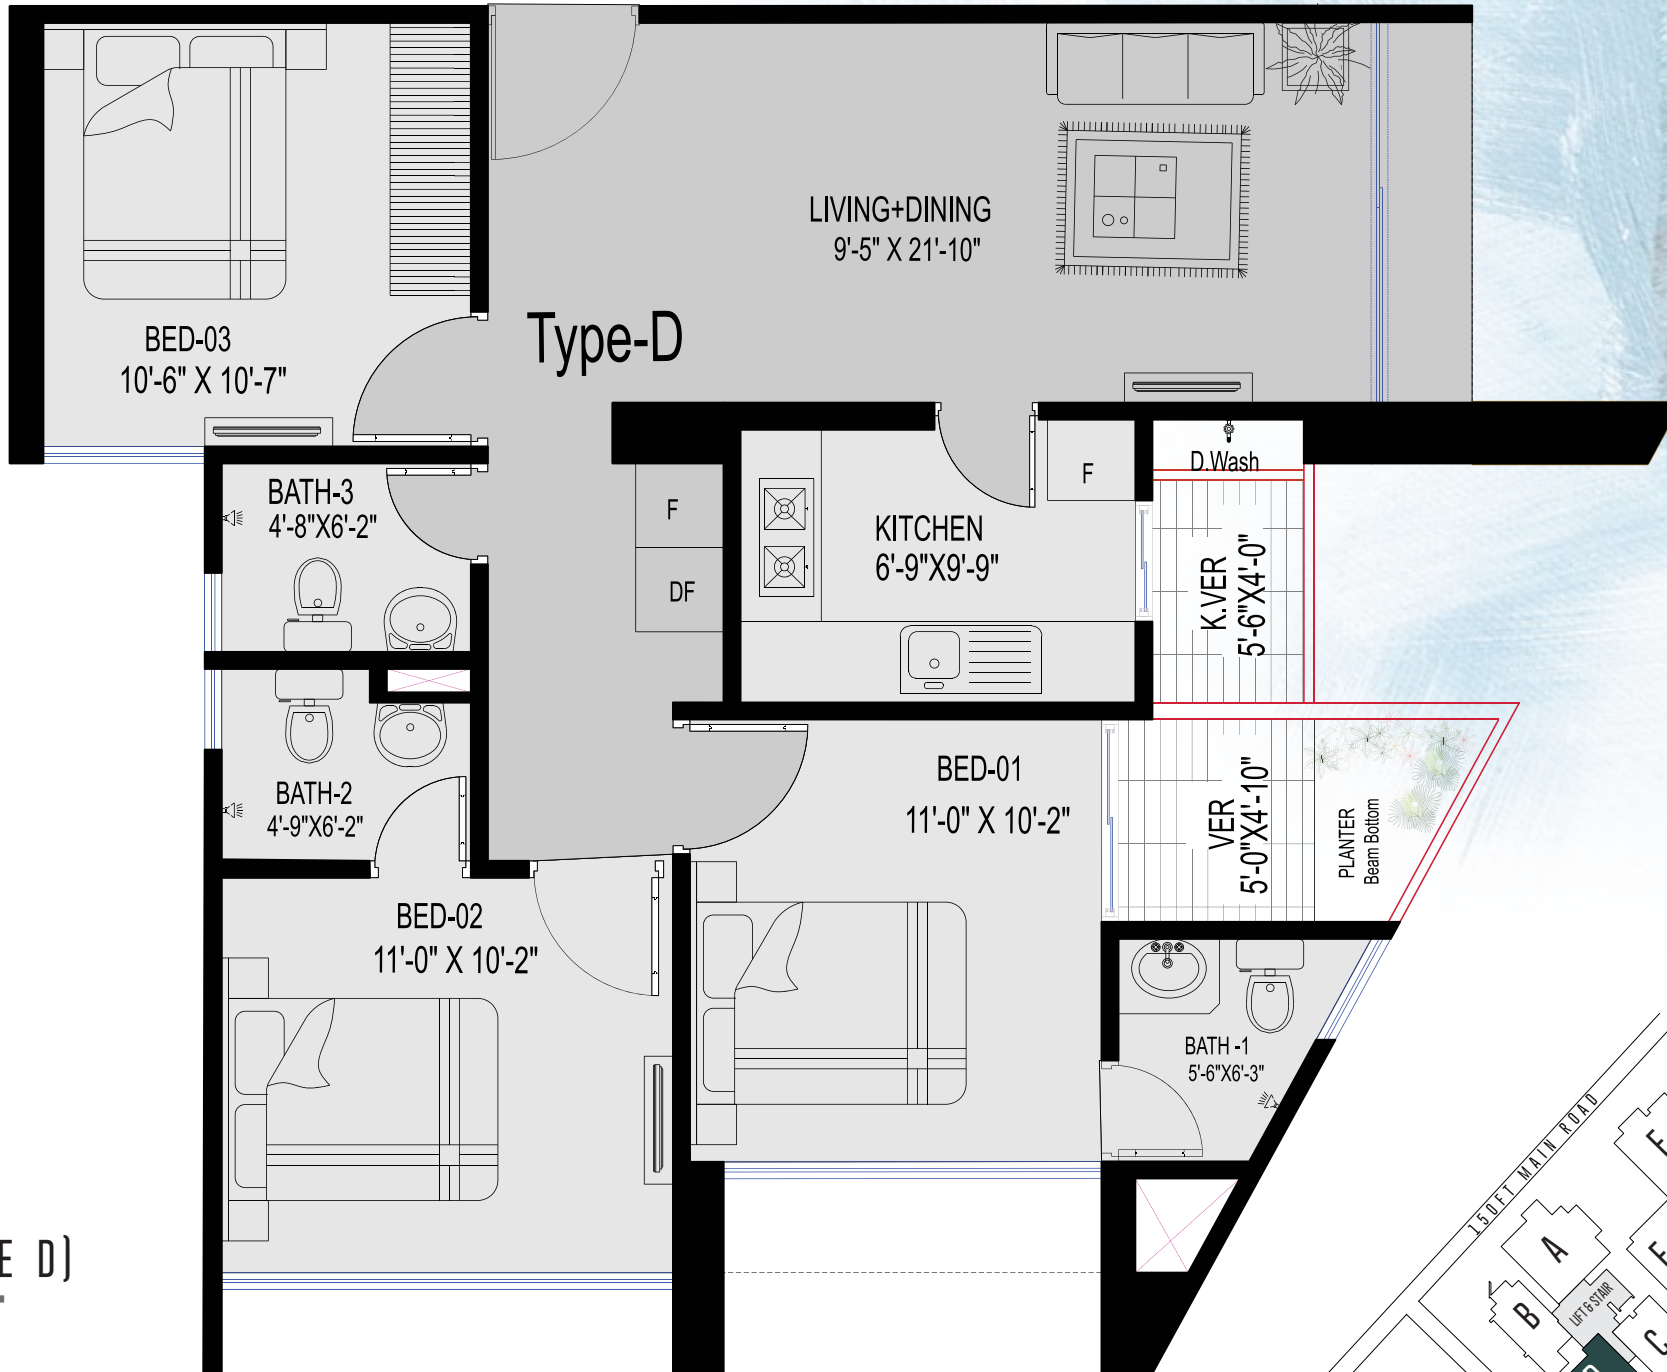 LIVING+DINING
9'-5" X 21'-10"
Type-D
BED-03
10'-6" X 10'-7"
BATH-3
4'-8"X6'-2"
F
DF
KITCHEN
6'-9"X9'-9"
F
D.Wash
K.VER
5'-6"X4'-0"
BATH-2
4'-9"X6'-2"
BED-01
11'-0" X 10'-2"
VER
5'-0"X4'-10"
PLANTER
Beam Bottom
BED-02
11'-0" X 10'-2"
BATH -1
5'-6"X6'-3"
E D)
150FT MAIN ROAD
A
B
LIFT & STAIR
C